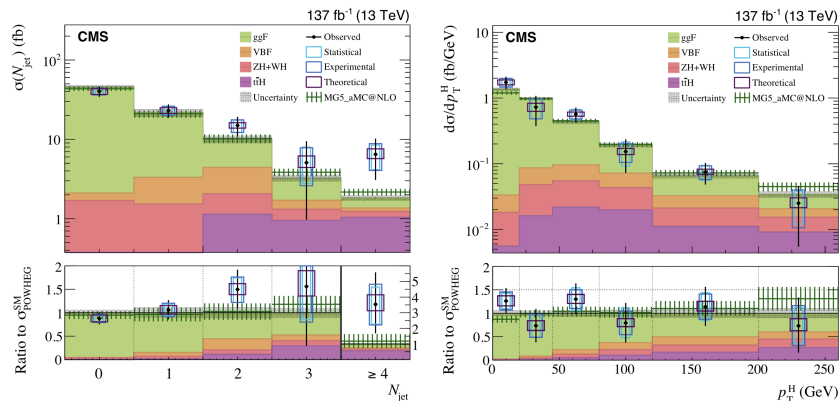 137 fb⁻¹ (13 TeV)
CMS
ggF
VBF
ZH+WH
tt̄H
Uncertainty
Observed
Statistical
Experimental
Theoretical
MG5_aMC@NLO
σ(N_jet) (fb)
10²
10
1
Ratio to σ^SM_POWHEG
2
1.5
1
0.5
0
5
4
3
2
1
0 1 2 3 ≥ 4
N_jet
137 fb⁻¹ (13 TeV)
CMS
ggF
VBF
ZH+WH
tt̄H
Uncertainty
Observed
Statistical
Experimental
Theoretical
MG5_aMC@NLO
dσ/dp_T^H (fb/GeV)
10
1
10⁻¹
10⁻²
Ratio to σ^SM_POWHEG
2
1.5
1
0.5
0
0 50 100 150 200 250
p_T^H (GeV)